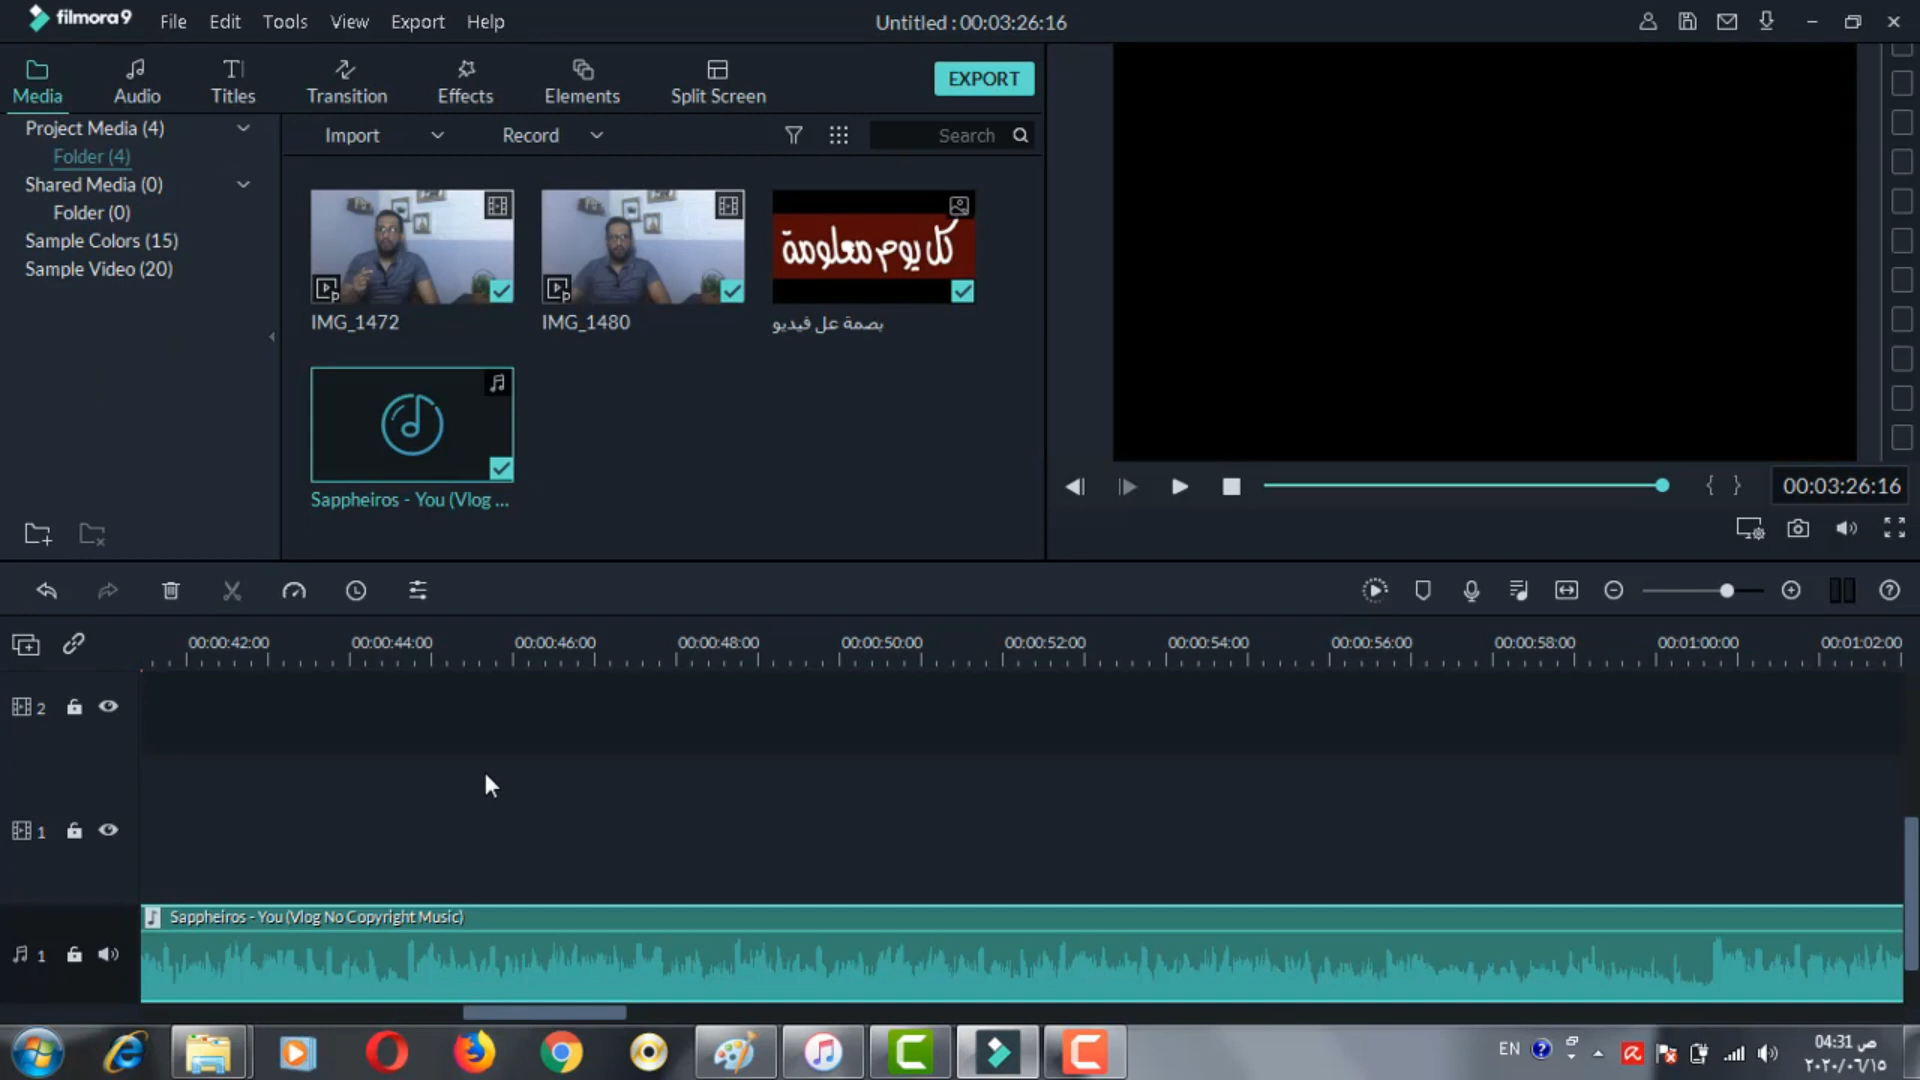 filmora9 File Edit Tools View Export Help Untitled : 00:03:26:16
Media Audio Titles Transition Effects Elements Split Screen EXPORT
Project Media (4) Import Record Search
Folder (4)
Shared Media (0)
Folder (0)
Sample Colors (15)
Sample Video (20)
كل يوم معلومة
IMG_1472 IMG_1480 بصمة عل فيديو
Sappheiros - You (Vlog ...
00:03:26:16
00:00:42:00 00:00:44:00 00:00:46:00 00:00:48:00 00:00:50:00 00:00:52:00 00:00:54:00 00:00:56:00 00:00:58:00 00:01:00:00 00:01:02:00
2
1
Sappheiros - You (Vlog No Copyright Music)
1
EN 04:31 ص
٢٠٢٠/٠٦/١٥